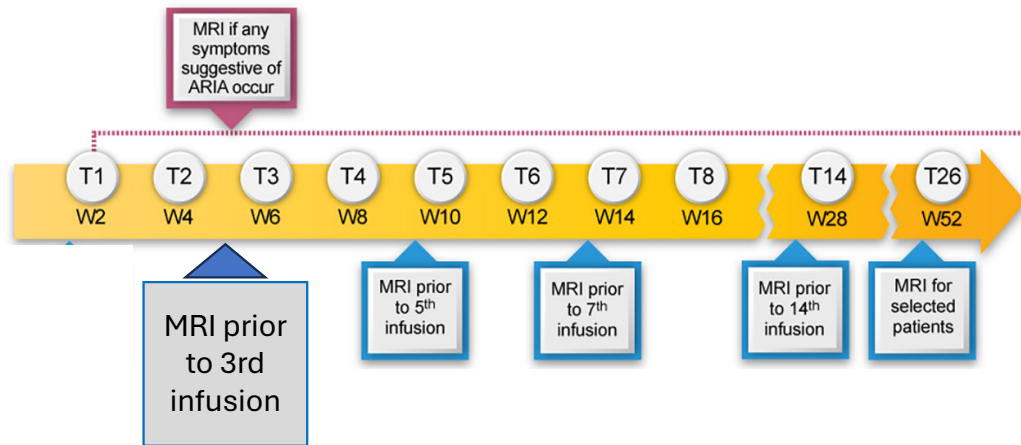 MRI if any
symptoms
suggestive of
ARIA occur
T1 T2 T3 T4 T5 T6 T7 T8 T14 T26
W2 W4 W6 W8 W10 W12 W14 W16 W28 W52
MRI prior
to 3rd
infusion
MRI prior
to 5th
infusion
MRI prior
to 7th
infusion
MRI prior
to 14th
infusion
MRI for
selected
patients